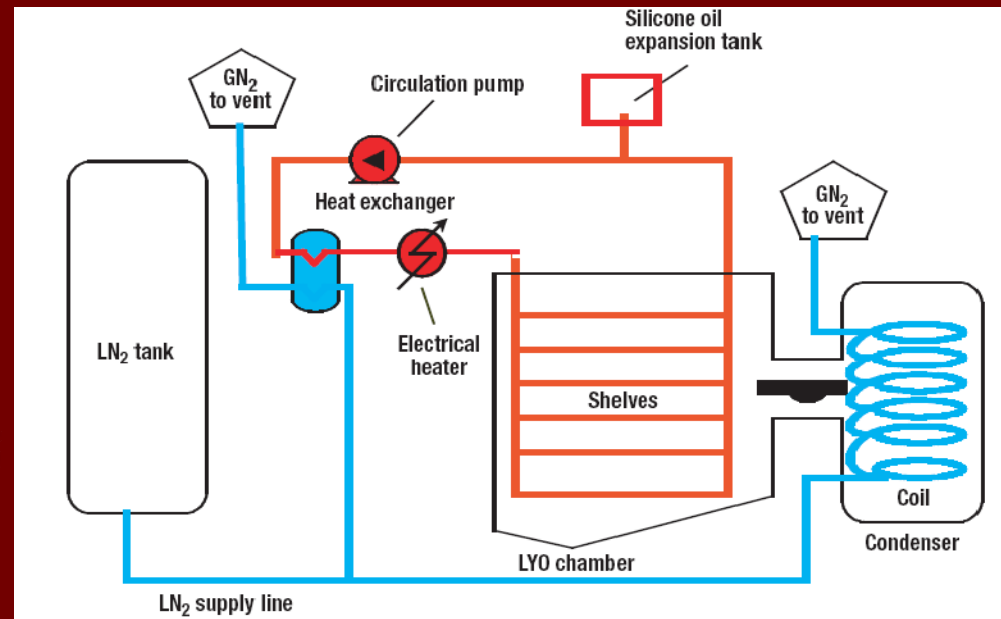 Silicone oil
expansion tank
GN₂
to vent
Circulation pump
Heat exchanger
GN₂
to vent
LN₂ tank
Electrical
heater
Shelves
Coil
Condenser
LYO chamber
LN₂ supply line